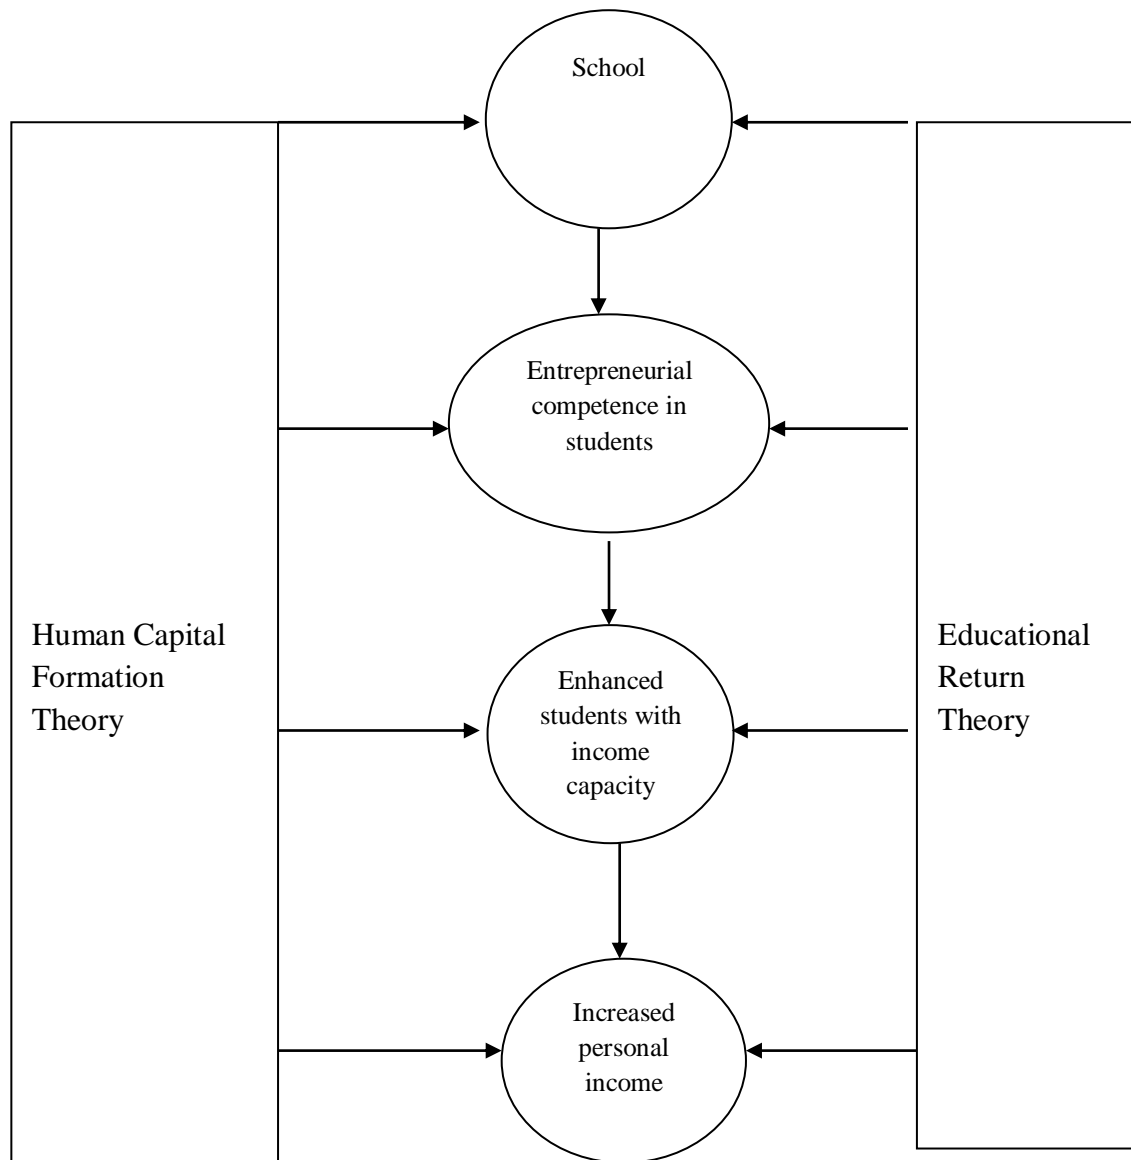 School
Entrepreneurial
competence in
students
Human Capital
Formation
Theory
Enhanced
students with
income
capacity
Educational
Return
Theory
Increased
personal
income